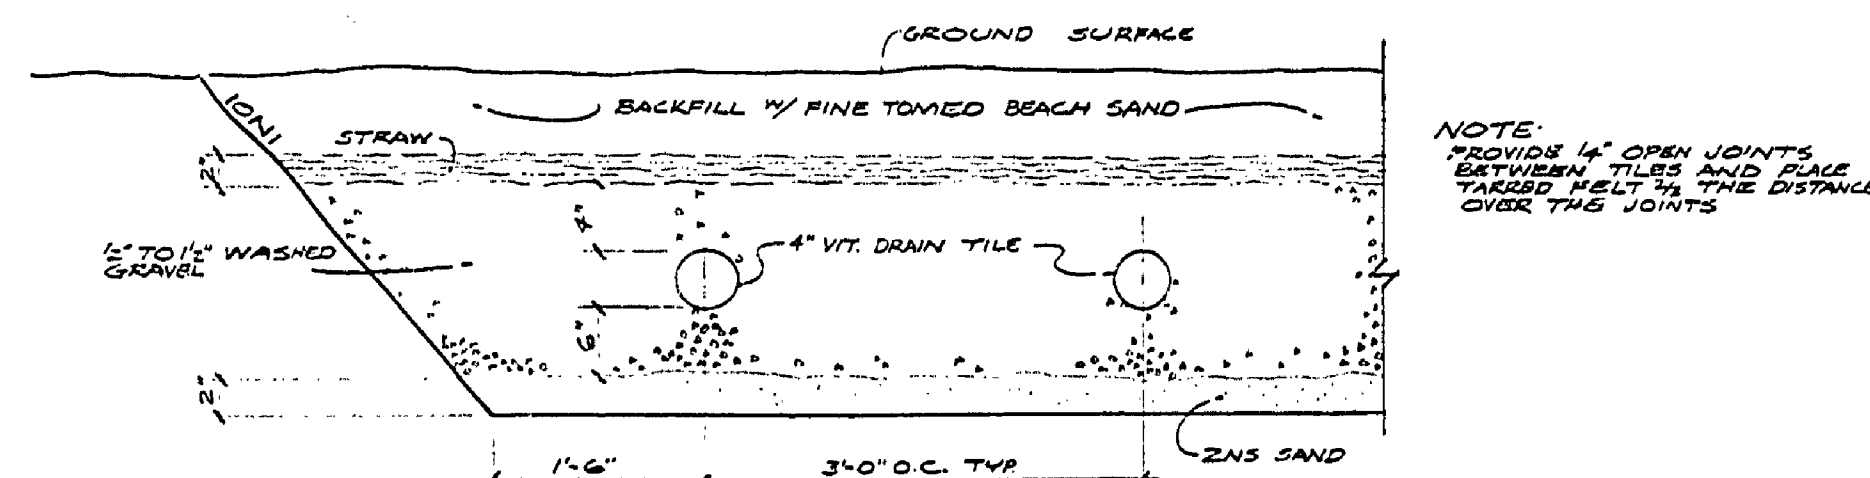 GROUND SURFACE
BACKFILL W/ FINE TOMED BEACH SAND
1ON1
STRAW
2"
4"
1/2" TO 1 1/2" WASHED
GRAVEL
4" VIT. DRAIN TILE
6"
2"
1'-6"
3'-0" O.C. TYP.
2NS SAND
NOTE:
PROVIDE 1/4" OPEN JOINTS
BETWEEN TILES AND PLACE
TARRED FELT 2/3 THE DISTANCE
OVER THE JOINTS